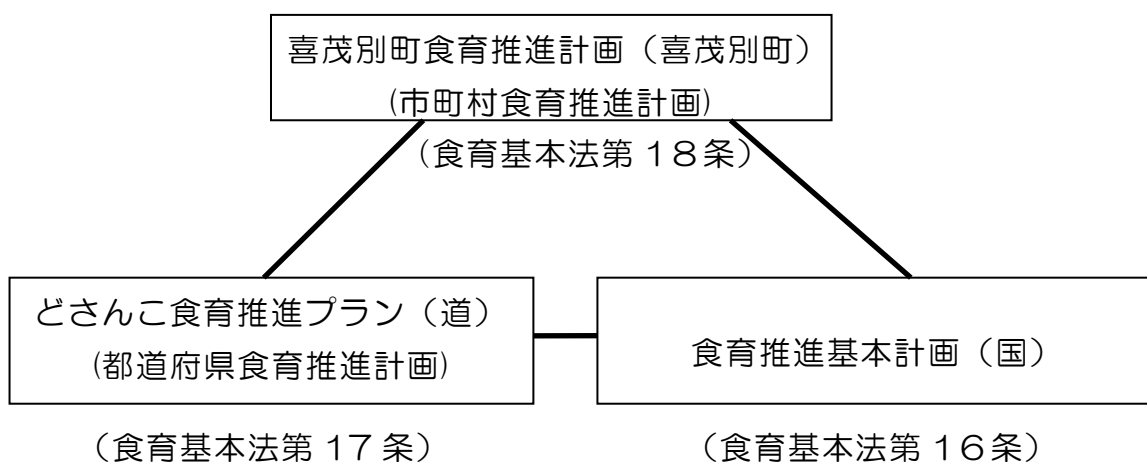 喜茂別町食育推進計画（喜茂別町）
(市町村食育推進計画)
（食育基本法第１８条）
どさんこ食育推進プラン（道）
(都道府県食育推進計画)
食育推進基本計画（国）
（食育基本法第 17 条）
（食育基本法第 １６条）